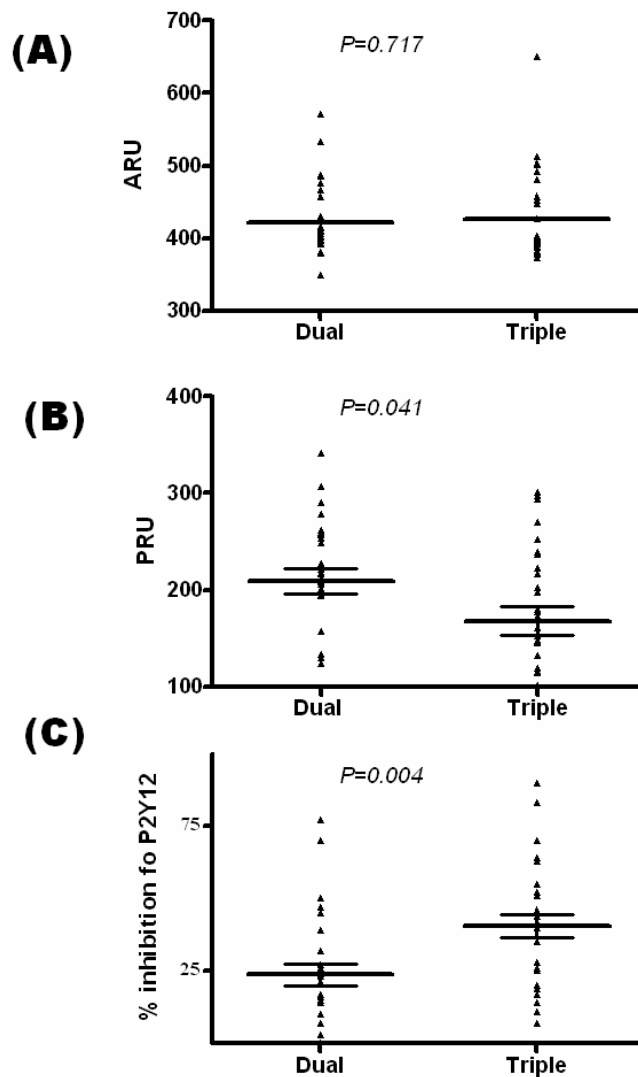 (A)
P=0.717
700
600
500
400
300
ARU
Dual Triple
(B)
P=0.041
400
300
200
100
PRU
Dual Triple
(C)
P=0.004
75
25
% inhibition fo P2Y12
Dual Triple